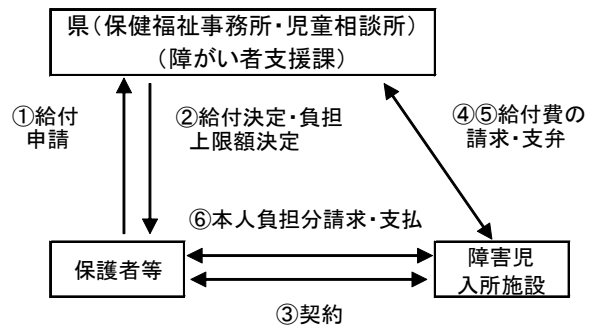 県（保健福祉事務所・児童相談所）
（障がい者支援課）
①給付
申請
②給付決定・負担
上限額決定
④⑤給付費の
請求・支弁
⑥本人負担分請求・支払
保護者等
障害児
入所施設
③契約